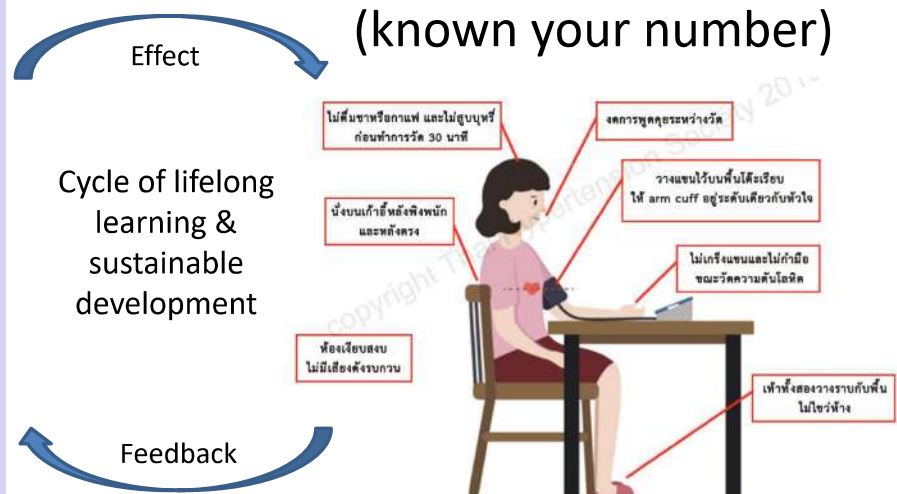 (known your number)
Effect
Cycle of lifelong
learning &
sustainable
development
Feedback
ไม่ดื่มชาหรือกาแฟ และไม่สูบบุหรี่
ก่อนทำการวัด 30 นาที
งดการพูดคุยระหว่างวัด
วางแขนไว้บนพื้นโต๊ะเรียบ
ให้ arm cuff อยู่ระดับเดียวกับหัวใจ
นั่งบนเก้าอี้หลังพิงพนัก
และหลังตรง
ไม่เกร็งแขนและไม่กำมือ
ขณะวัดความดันโลหิต
ห้องเงียบสงบ
ไม่มีเสียงดังรบกวน
เท้าทั้งสองวางราบกับพื้น
ไม่ไขว่ห้าง
copyright Hypertension Society